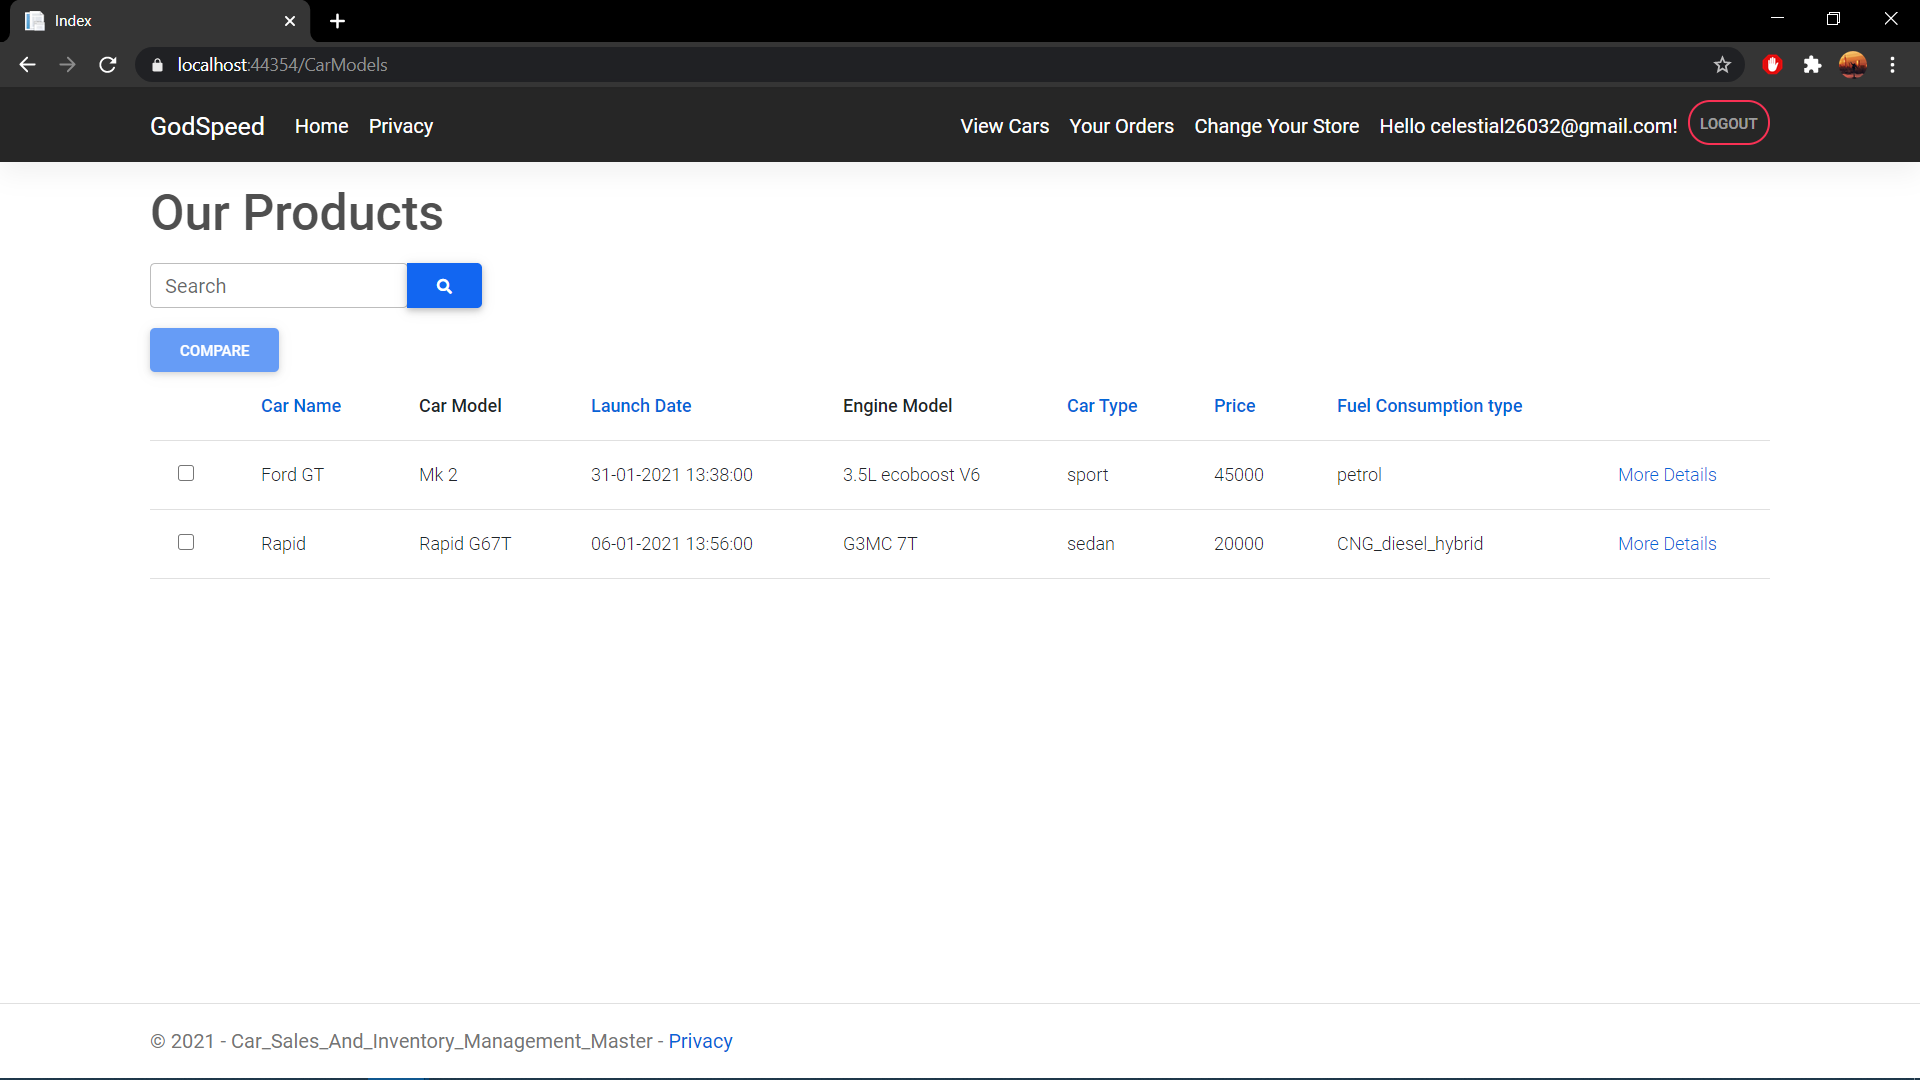 Index
localhost:44354/CarModels
GodSpeed Home Privacy View Cars Your Orders Change Your Store Hello celestial26032@gmail.com! LOGOUT
Our Products
Search
COMPARE
Car Name Car Model Launch Date Engine Model Car Type Price Fuel Consumption type
Ford GT Mk 2 31-01-2021 13:38:00 3.5L ecoboost V6 sport 45000 petrol More Details
Rapid Rapid G67T 06-01-2021 13:56:00 G3MC 7T sedan 20000 CNG_diesel_hybrid More Details
© 2021 - Car_Sales_And_Inventory_Management_Master - Privacy